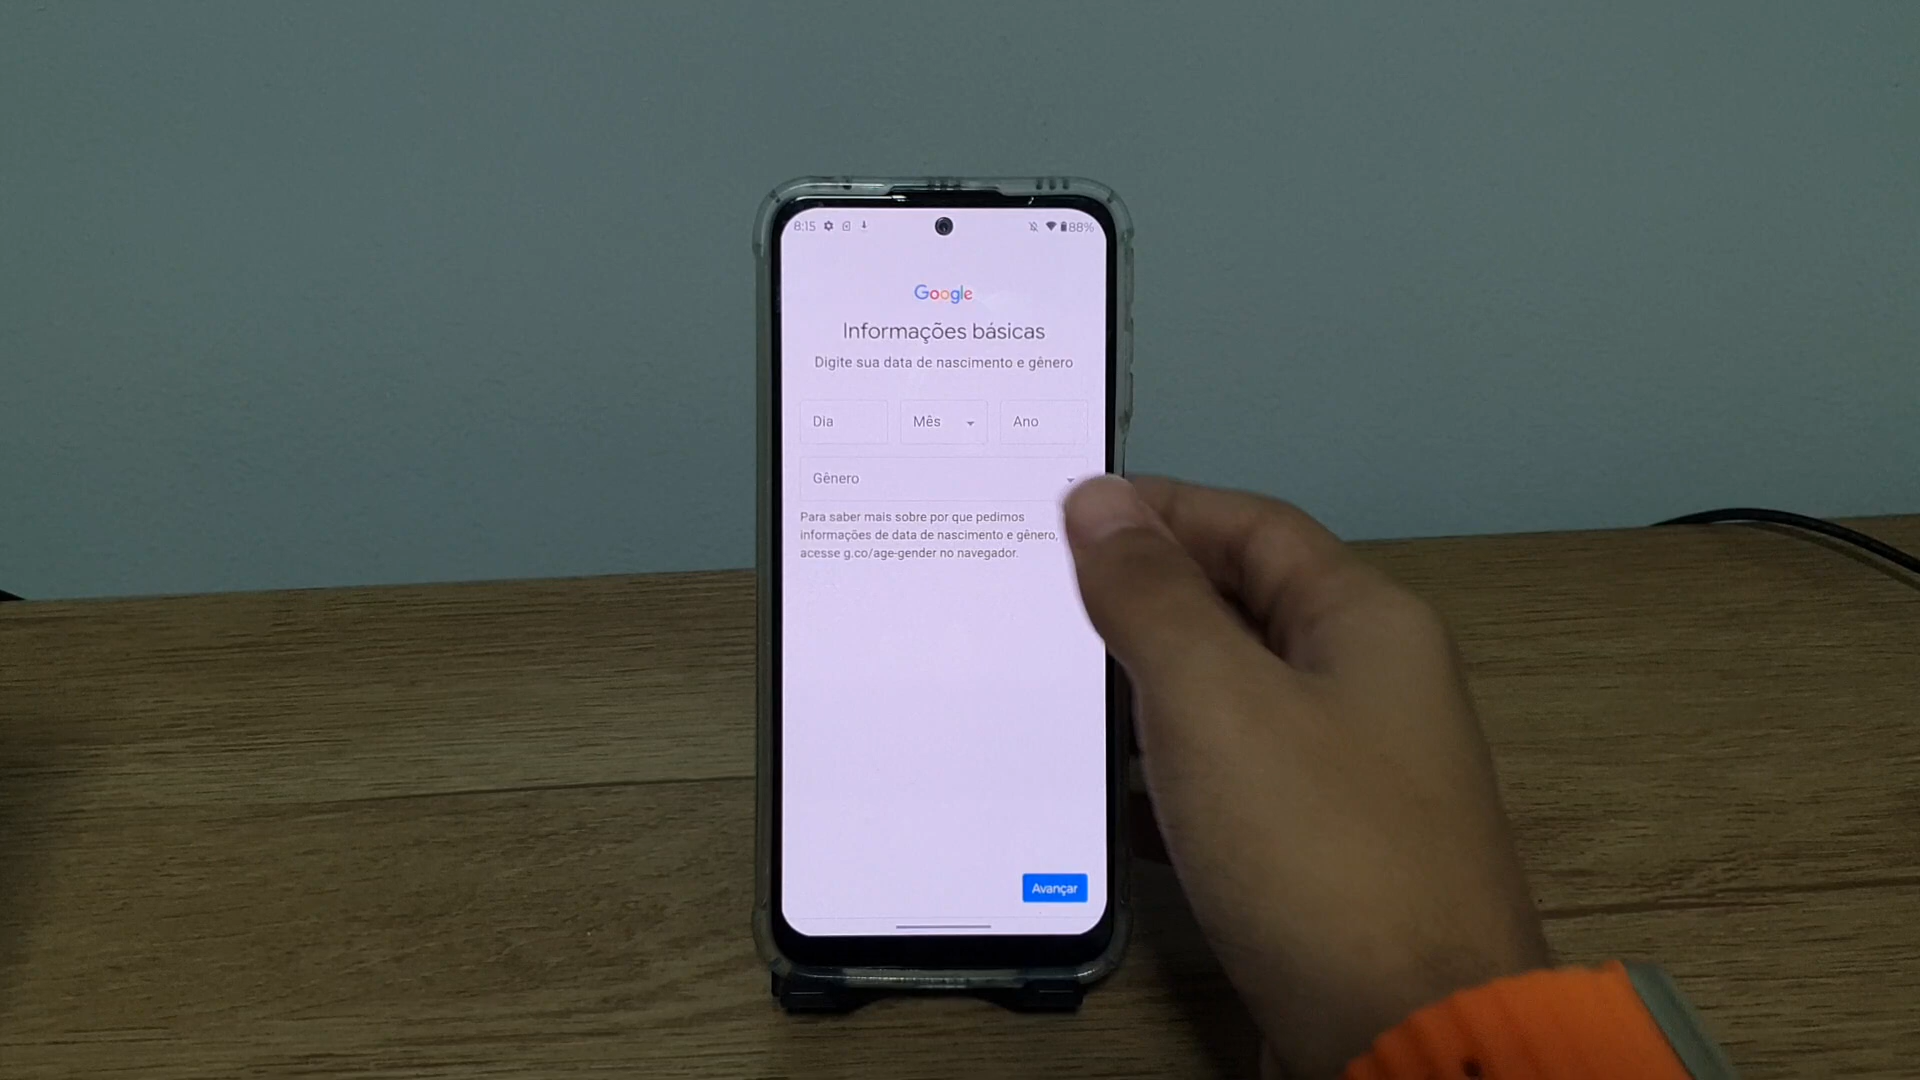 8:15 88%
Google
Informações básicas
Digite sua data de nascimento e gênero
Dia Mês Ano
Gênero
Para saber mais sobre por que pedimos
informações de data de nascimento e gênero,
acesse g.co/age-gender no navegador.
Avançar